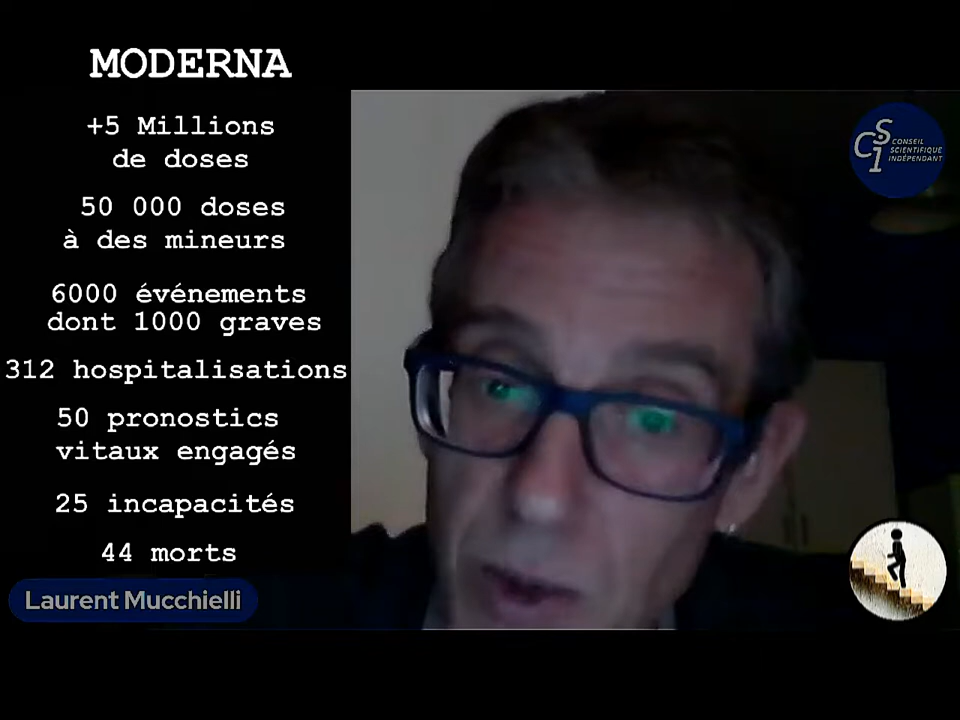 MODERNA
+5 Millions
de doses
50 000 doses
à des mineurs
6000 événements
dont 1000 graves
312 hospitalisations
50 pronostics
vitaux engagés
25 incapacités
44 morts
Laurent Mucchielli
CSI
CONSEIL
SCIENTIFIQUE
INDÉPENDANT